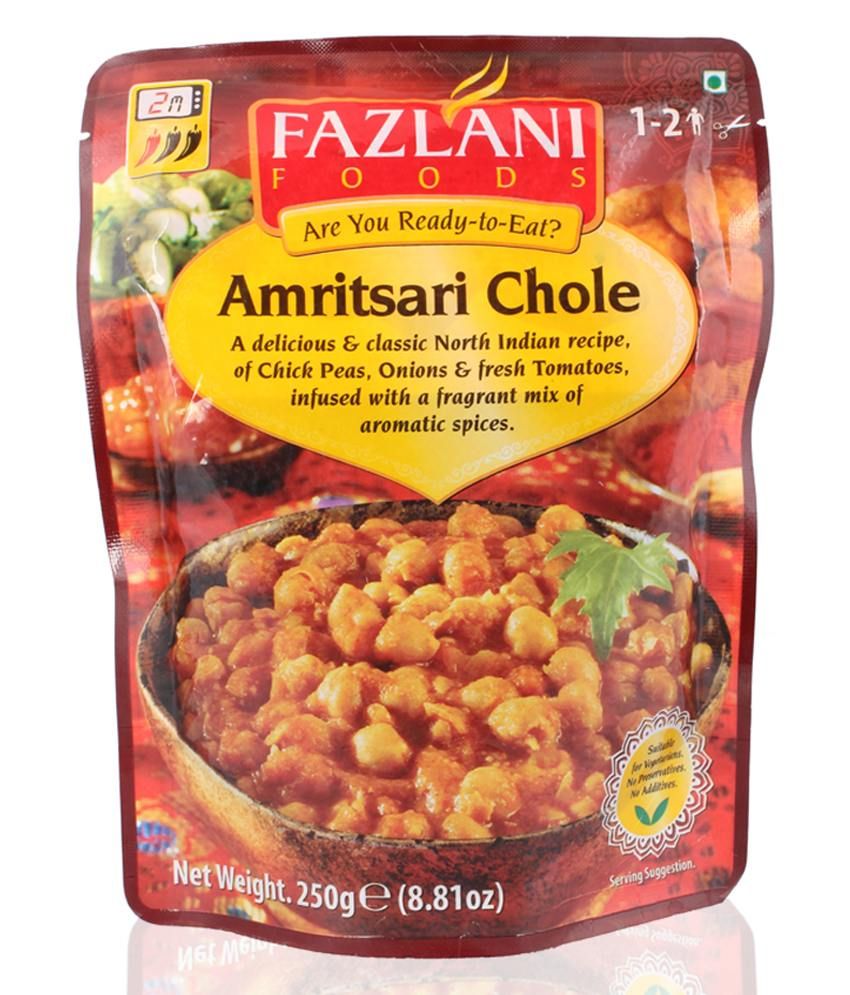 2m
FAZLANI
FOODS
1-2
Are You Ready-to-Eat?
Amritsari Chole
A delicious & classic North Indian recipe,
of Chick Peas, Onions & fresh Tomatoes,
infused with a fragrant mix of
aromatic spices.
Suitable
for Vegetarians.
No Preservatives.
No Additives.
Serving Suggestion.
Net Weight. 250g℮ (8.81oz)